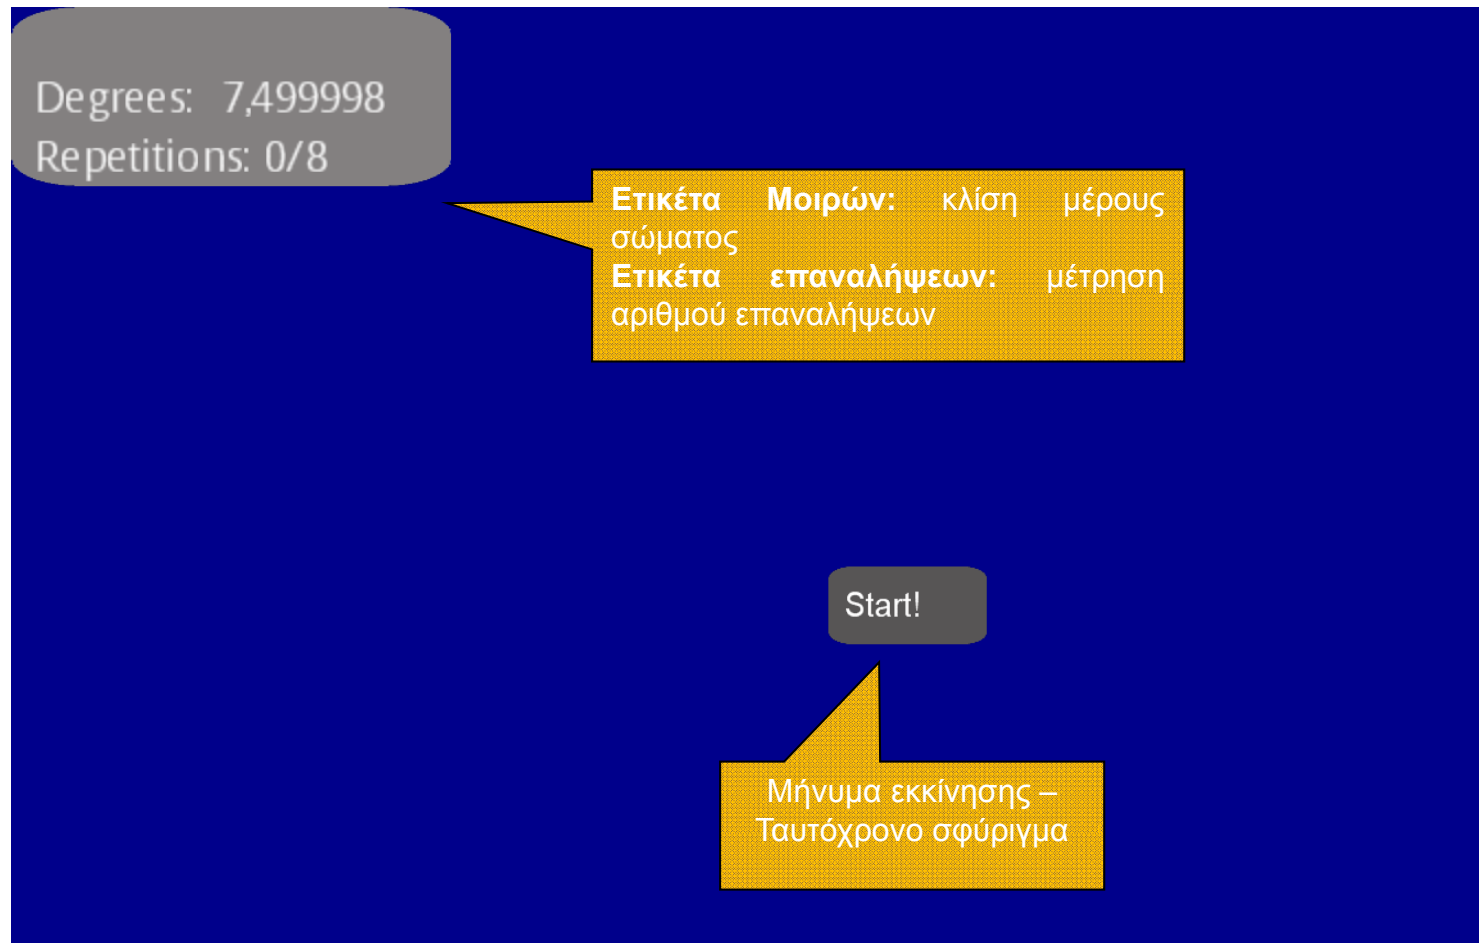 Degrees: 7,499998
Repetitions: 0/8
Ετικέτα Μοιρών: κλίση μέρους
σώματος
Ετικέτα επαναλήψεων: μέτρηση
αριθμού επαναλήψεων
Start!
Μήνυμα εκκίνησης –
Ταυτόχρονο σφύριγμα